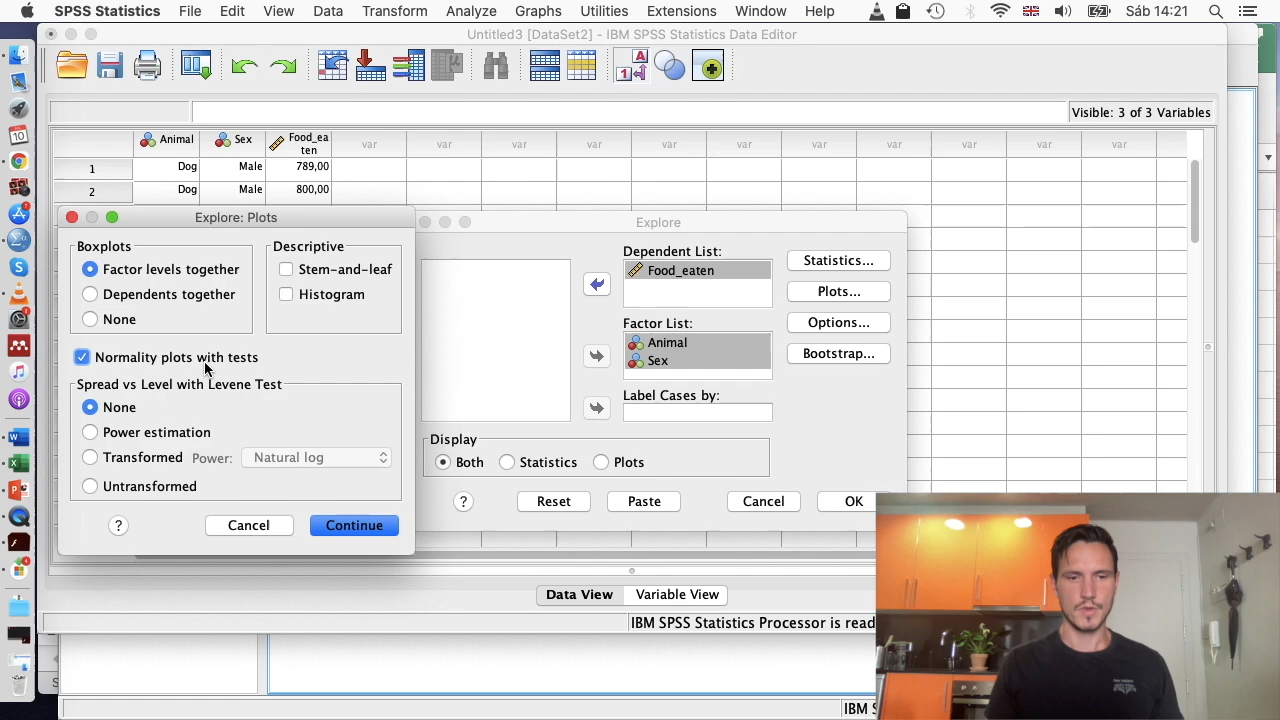 SPSS Statistics File Edit View Data Transform Analyze Graphs Utilities Extensions Window Help Sáb 14:21
Untitled3 [DataSet2] - IBM SPSS Statistics Data Editor
Visible: 3 of 3 Variables
Animal Sex Food_ea
ten var var var var var var var var var var var
1 Dog Male 789,00
2 Dog Male 800,00
Explore: Plots
Boxplots
Factor levels together
Dependents together
None
Descriptive
Stem-and-leaf
Histogram
Normality plots with tests
Spread vs Level with Levene Test
None
Power estimation
Transformed Power: Natural log
Untransformed
? Cancel Continue
Explore
Dependent List:
Food_eaten
Factor List:
Animal
Sex
Label Cases by:
Statistics...
Plots...
Options...
Bootstrap...
Display
Both Statistics Plots
? Reset Paste Cancel OK
Data View Variable View
IBM SPSS Statistics Processor is read
IBM S